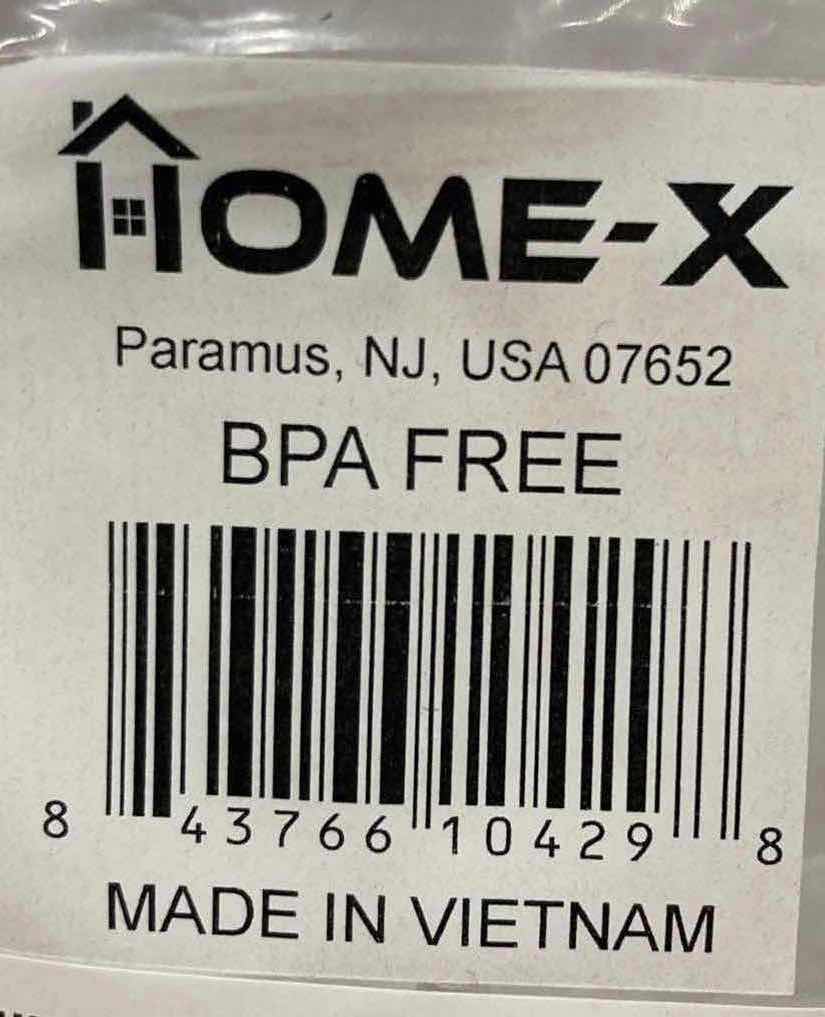 HOME-X
Paramus, NJ, USA 07652
BPA FREE
8 43766 10429 8
MADE IN VIETNAM